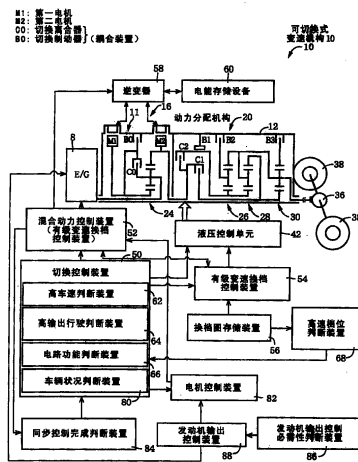 M1: 第一电机
M2: 第二电机
C0: 切换离合器
B0: 切换制动器
(耦合装置)
可切换式
变速机构10
10
58
60
逆变器
电能存储设备
16
动力分配机构
20
12
8
11
M1
B0
M2
B1
B2
B3
C0
C2
C1
E/G
38
36
38
24
26
28
30
混合动力控制装置
(有级变速换档
控制装置)
52
液压控制单元
42
50
切换控制装置
高车速判断装置
62
高输出行驶判断装置
64
电路功能判断装置
66
车辆状况判断装置
80
有级变速换档
控制装置
54
换档图存储装置
56
高速档位
判断装置
68
电机控制装置
82
同步控制完成判断装置
84
发动机输出
控制装置
88
发动机输出控制
必需性判断装置
86